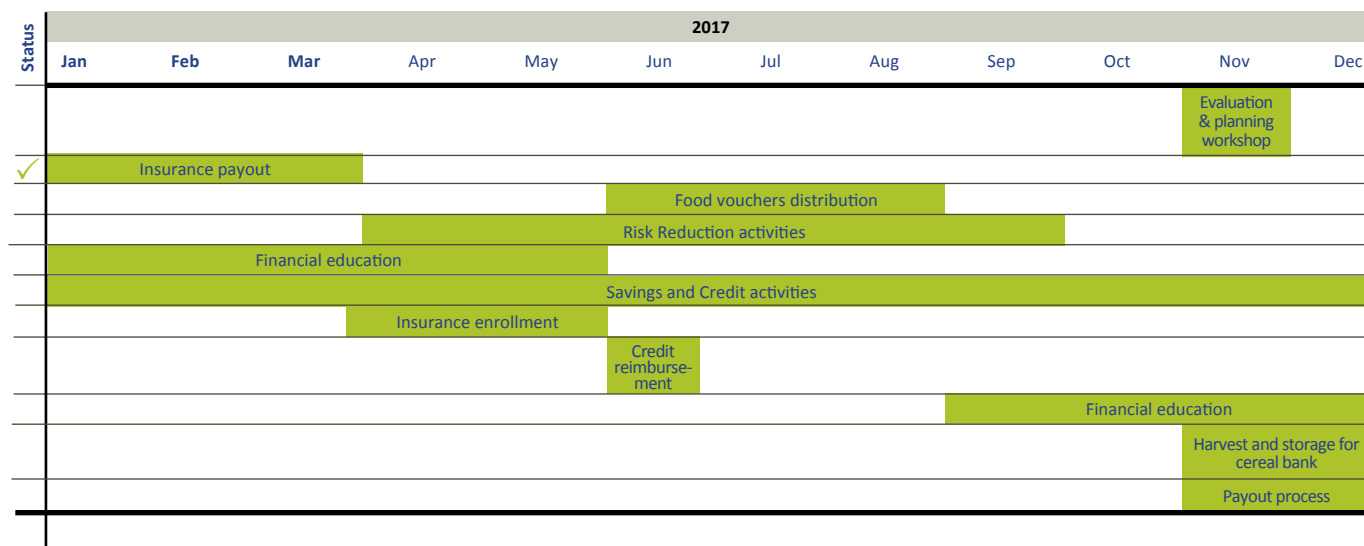 Status
2017
Jan Feb Mar Apr May Jun Jul Aug Sep Oct Nov Dec
Evaluation
& planning
workshop
✓
Insurance payout
Food vouchers distribution
Risk Reduction activities
Financial education
Savings and Credit activities
Insurance enrollment
Credit
reimburse-
ment
Financial education
Harvest and storage for
cereal bank
Payout process